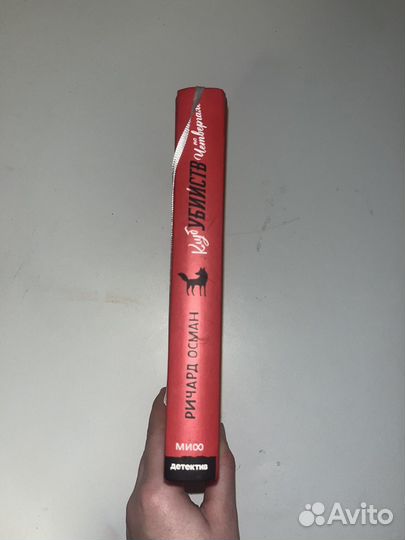 Клуб УБИЙСТВ по Четвергам
РИЧАРД ОСМАН
МИФ
детектив
Avito